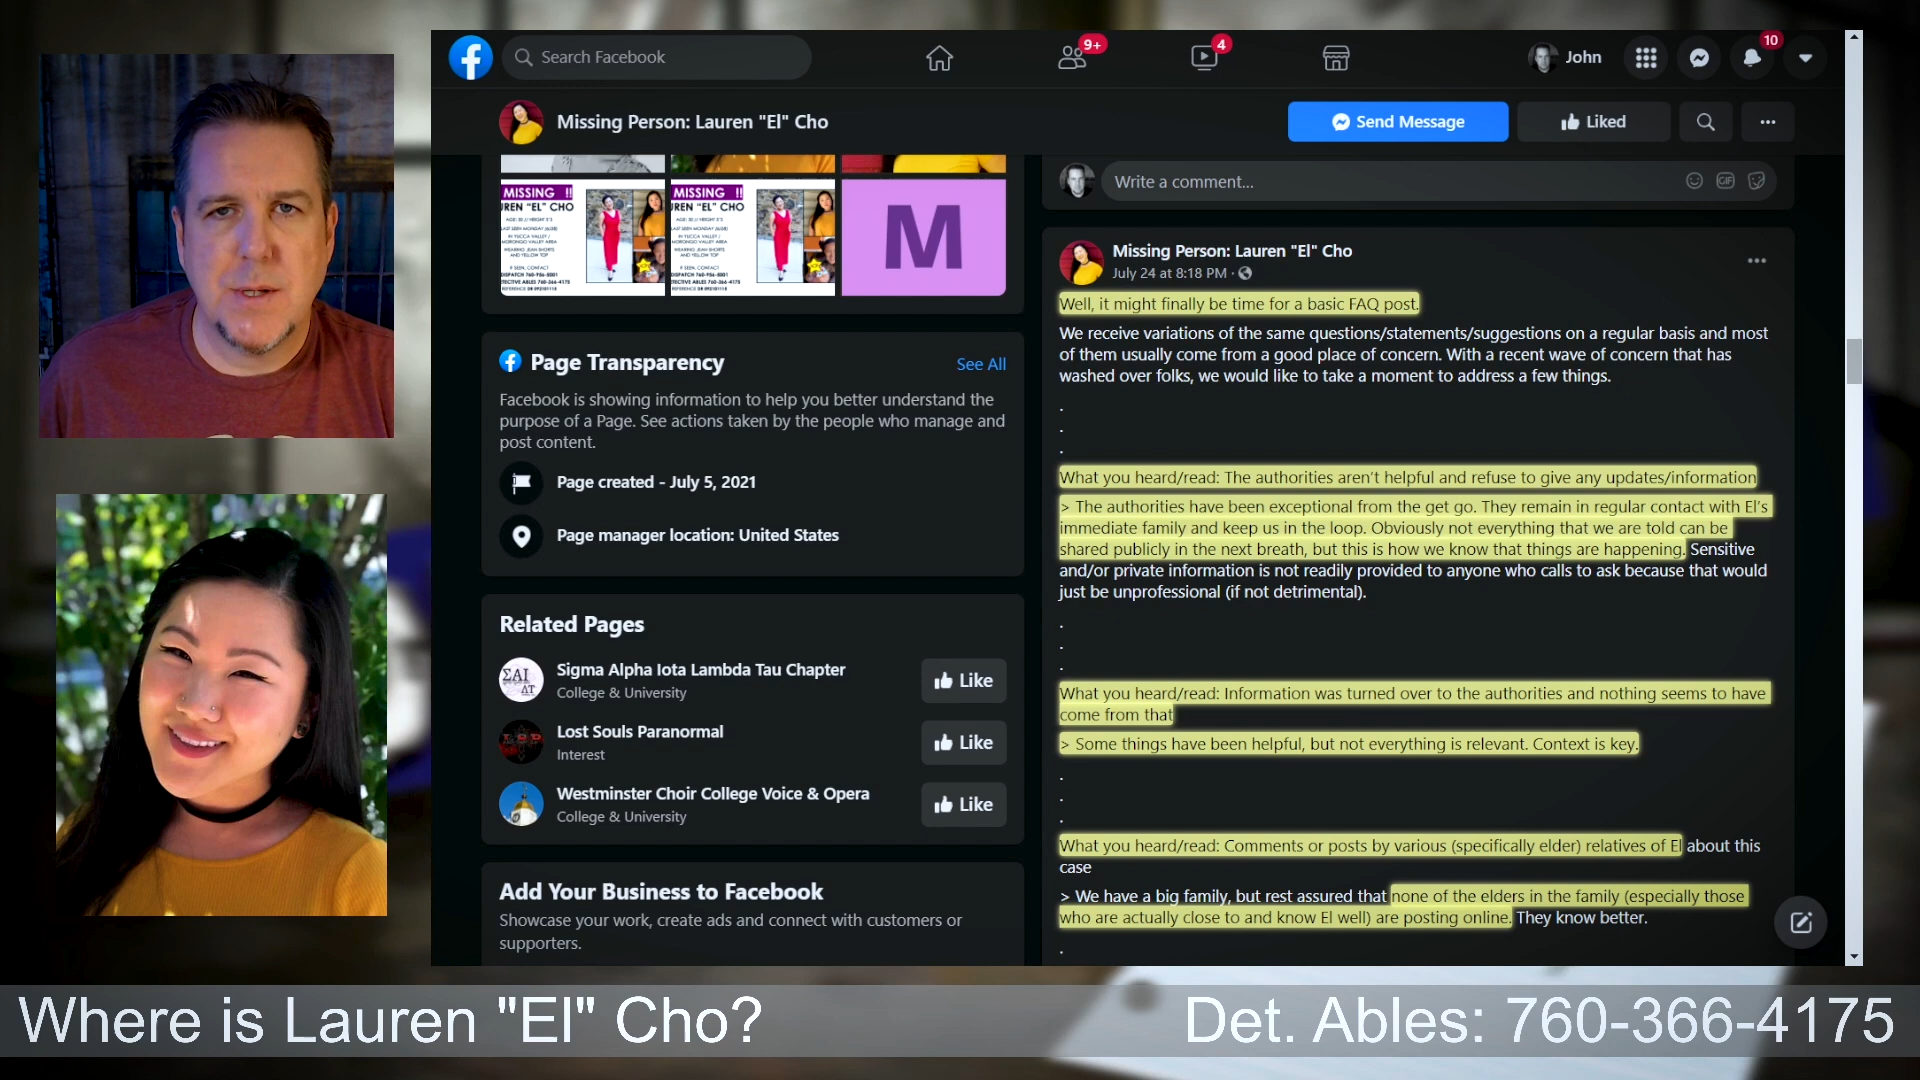 Search Facebook
9+
4
John
10
Missing Person: Lauren "El" Cho
Send Message
Liked
MISSING !!
UREN "EL" CHO
MISSING !!
UREN "EL" CHO
M
Page Transparency
See All
Facebook is showing information to help you better understand the
purpose of a Page. See actions taken by the people who manage and
post content.
Page created - July 5, 2021
Page manager location: United States
Related Pages
ΣΑΙ
ΔΤ
Sigma Alpha Iota Lambda Tau Chapter
College & University
Like
LSP
Lost Souls Paranormal
Interest
Like
Westminster Choir College Voice & Opera
College & University
Like
Add Your Business to Facebook
Showcase your work, create ads and connect with customers or
supporters.
Write a comment...
GIF
Missing Person: Lauren "El" Cho
July 24 at 8:18 PM ·
Well, it might finally be time for a basic FAQ post.
We receive variations of the same questions/statements/suggestions on a regular basis and most
of them usually come from a good place of concern. With a recent wave of concern that has
washed over folks, we would like to take a moment to address a few things.
.
.
.
What you heard/read: The authorities aren't helpful and refuse to give any updates/information
> The authorities have been exceptional from the get go. They remain in regular contact with El's
immediate family and keep us in the loop. Obviously not everything that we are told can be
shared publicly in the next breath, but this is how we know that things are happening. Sensitive
and/or private information is not readily provided to anyone who calls to ask because that would
just be unprofessional (if not detrimental).
.
.
.
What you heard/read: Information was turned over to the authorities and nothing seems to have
come from that
> Some things have been helpful, but not everything is relevant. Context is key.
.
.
.
What you heard/read: Comments or posts by various (specifically elder) relatives of El about this
case
> We have a big family, but rest assured that none of the elders in the family (especially those
who are actually close to and know El well) are posting online. They know better.
.
Where is Lauren "El" Cho?
Det. Ables: 760-366-4175